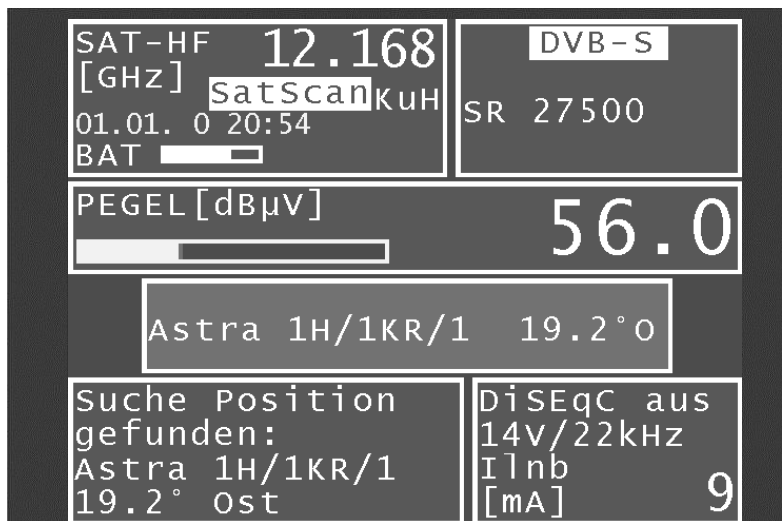 SAT-HF 12.168
[GHz]
SatScan KuH
01.01. 0 20:54
BAT
DVB-S
SR 27500
PEGEL[dBµV] 56.0
Astra 1H/1KR/1 19.2°O
Suche Position
gefunden:
Astra 1H/1KR/1
19.2° Ost
DiSEqC aus
14V/22kHz
Ilnb
[mA] 9